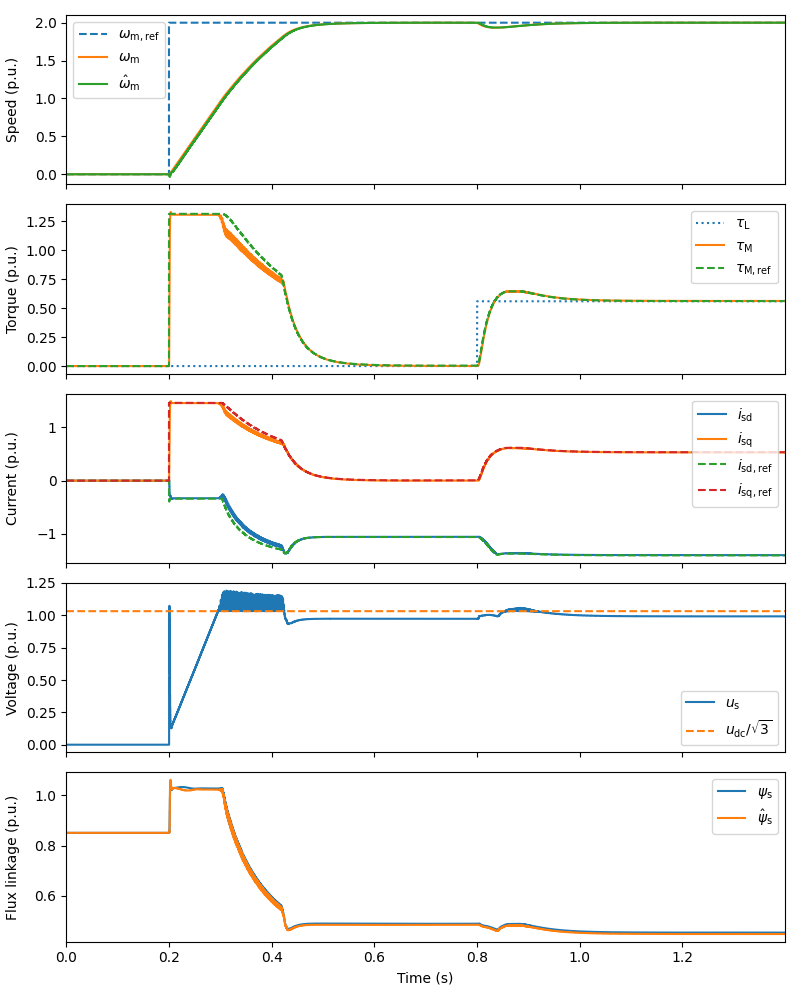 Speed (p.u.)
2.0
1.5
1.0
0.5
0.0
ω_m,ref
ω_m
ω̂_m
Torque (p.u.)
1.25
1.00
0.75
0.50
0.25
0.00
τ_L
τ_M
τ_M,ref
Current (p.u.)
1
0
−1
i_sd
i_sq
i_sd,ref
i_sq,ref
Voltage (p.u.)
1.25
1.00
0.75
0.50
0.25
0.00
u_s
u_dc/√3
Flux linkage (p.u.)
1.0
0.8
0.6
ψ_s
ψ̂_s
0.0 0.2 0.4 0.6 0.8 1.0 1.2
Time (s)